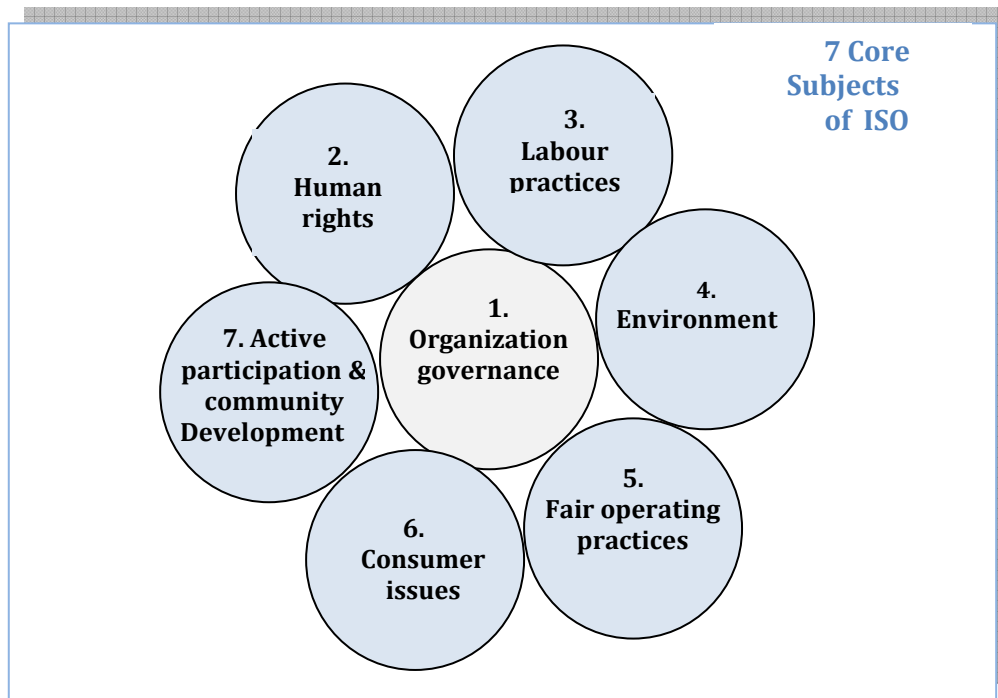 7 Core
Subjects
of ISO
1.
Organization
governance
2.
Human
rights
3.
Labour
practices
4.
Environment
5.
Fair operating
practices
6.
Consumer
issues
7. Active
participation &
community
Development